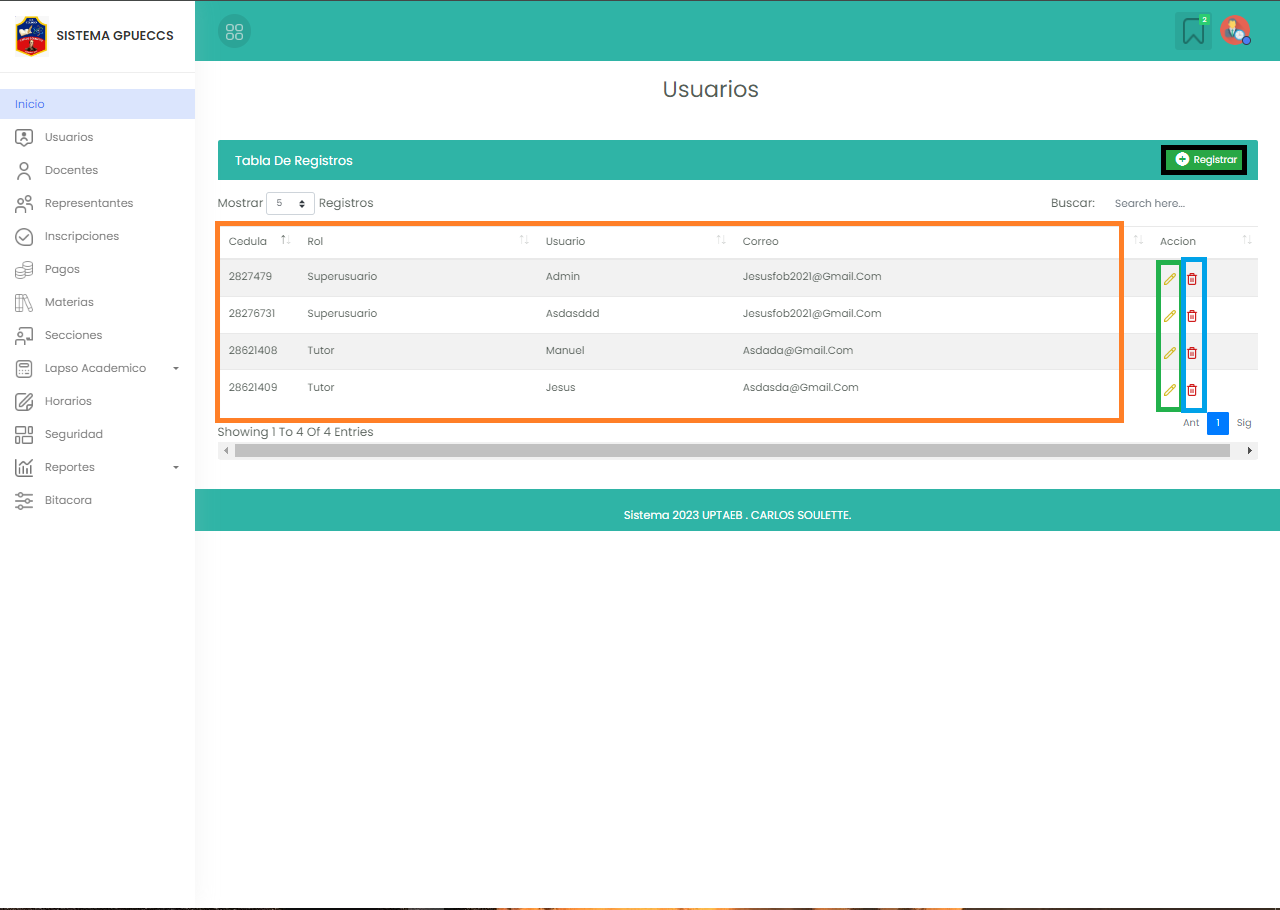 SISTEMA GPUECCS
2
Inicio
Usuarios
Docentes
Representantes
Inscripciones
Pagos
Materias
Secciones
Lapso Academico
Horarios
Seguridad
Reportes
Bitacora
Usuarios
Tabla De Registros
Registrar
Mostrar 5 Registros
Buscar: Search here...
Cedula Rol Usuario Correo Accion
2827479 Superusuario Admin Jesusfob2021@Gmail.Com
28276731 Superusuario Asdasddd Jesusfob2021@Gmail.Com
28621408 Tutor Manuel Asdada@Gmail.Com
28621409 Tutor Jesus Asdasda@Gmail.Com
Showing 1 To 4 Of 4 Entries
Ant 1 Sig
Sistema 2023 UPTAEB . CARLOS SOULETTE.